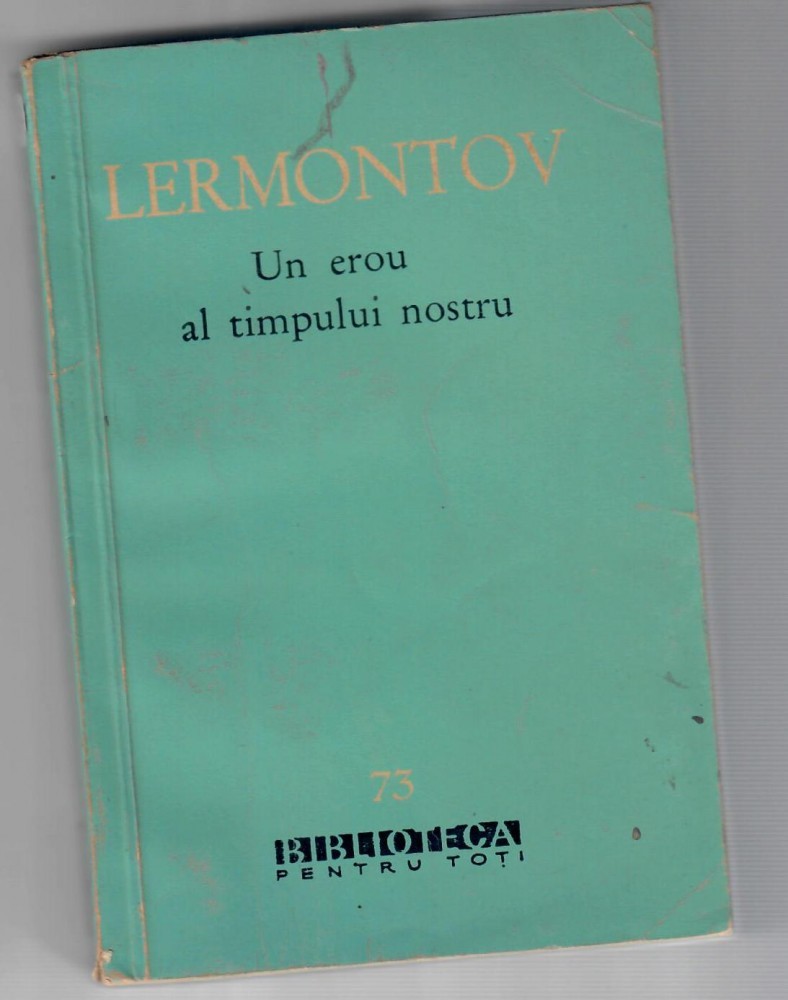 LERMONTOV
Un erou
al timpului nostru
73
BIBLIOTECA
PENTRU TOȚI